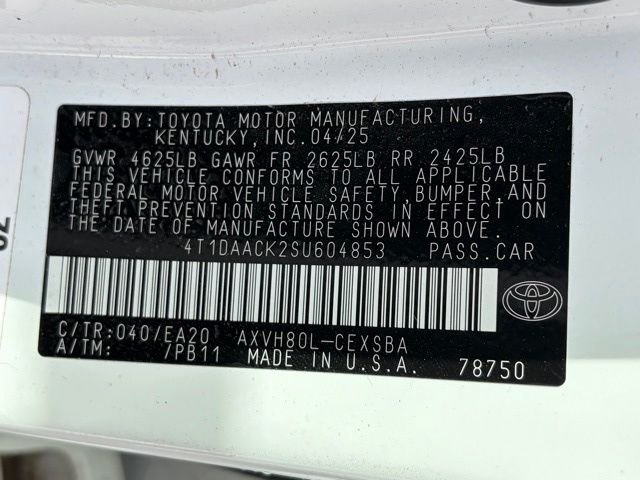 MFD.BY:TOYOTA MOTOR MANUFACTURING,
KENTUCKY, INC. 04/25
GVWR 4625LB GAWR FR 2625LB RR 2425LB
THIS VEHICLE CONFORMS TO ALL APPLICABLE
FEDERAL MOTOR VEHICLE SAFETY, BUMPER, AND
THEFT PREVENTION STANDARDS IN EFFECT ON
THE DATE OF MANUFACTURE SHOWN ABOVE.
4T1DAACK2SU604853 PASS.CAR
C/TR:040/EA20 AXVH80L-CEXSBA
A/TM: 7PB11 MADE IN U.S.A. 78750